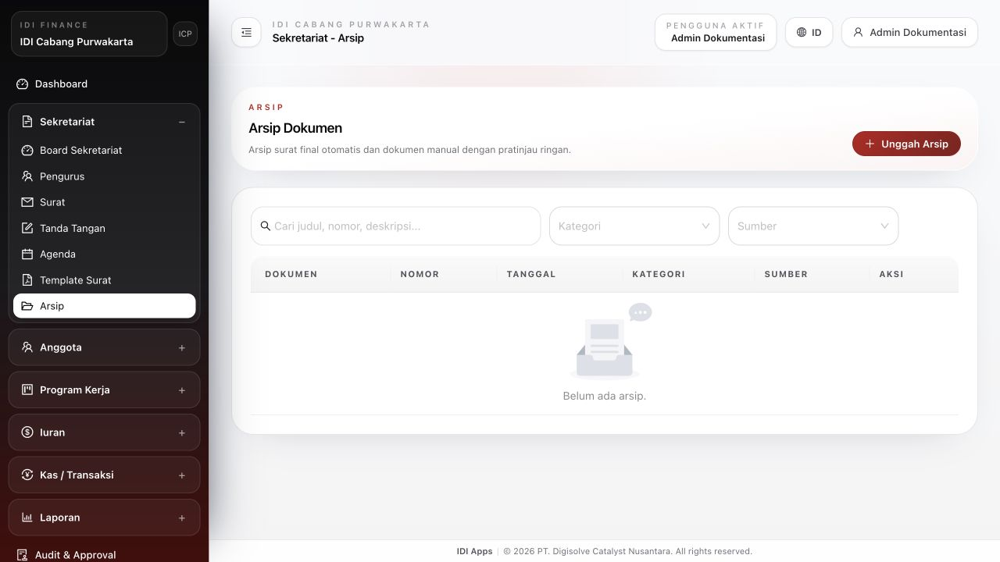 IDI FINANCE
IDI Cabang Purwakarta
ICP
Dashboard
Sekretariat
Board Sekretariat
Pengurus
Surat
Tanda Tangan
Agenda
Template Surat
Arsip
Anggota
Program Kerja
Iuran
Kas / Transaksi
Laporan
Audit & Approval
IDI CABANG PURWAKARTA
Sekretariat - Arsip
PENGGUNA AKTIF
Admin Dokumentasi
ID
Admin Dokumentasi
ARSIP
Arsip Dokumen
Arsip surat final otomatis dan dokumen manual dengan pratinjau ringan.
Unggah Arsip
Cari judul, nomor, deskripsi...
Kategori
Sumber
DOKUMEN NOMOR TANGGAL KATEGORI SUMBER AKSI
Belum ada arsip.
IDI Apps | © 2026 PT. Digisolve Catalyst Nusantara. All rights reserved.